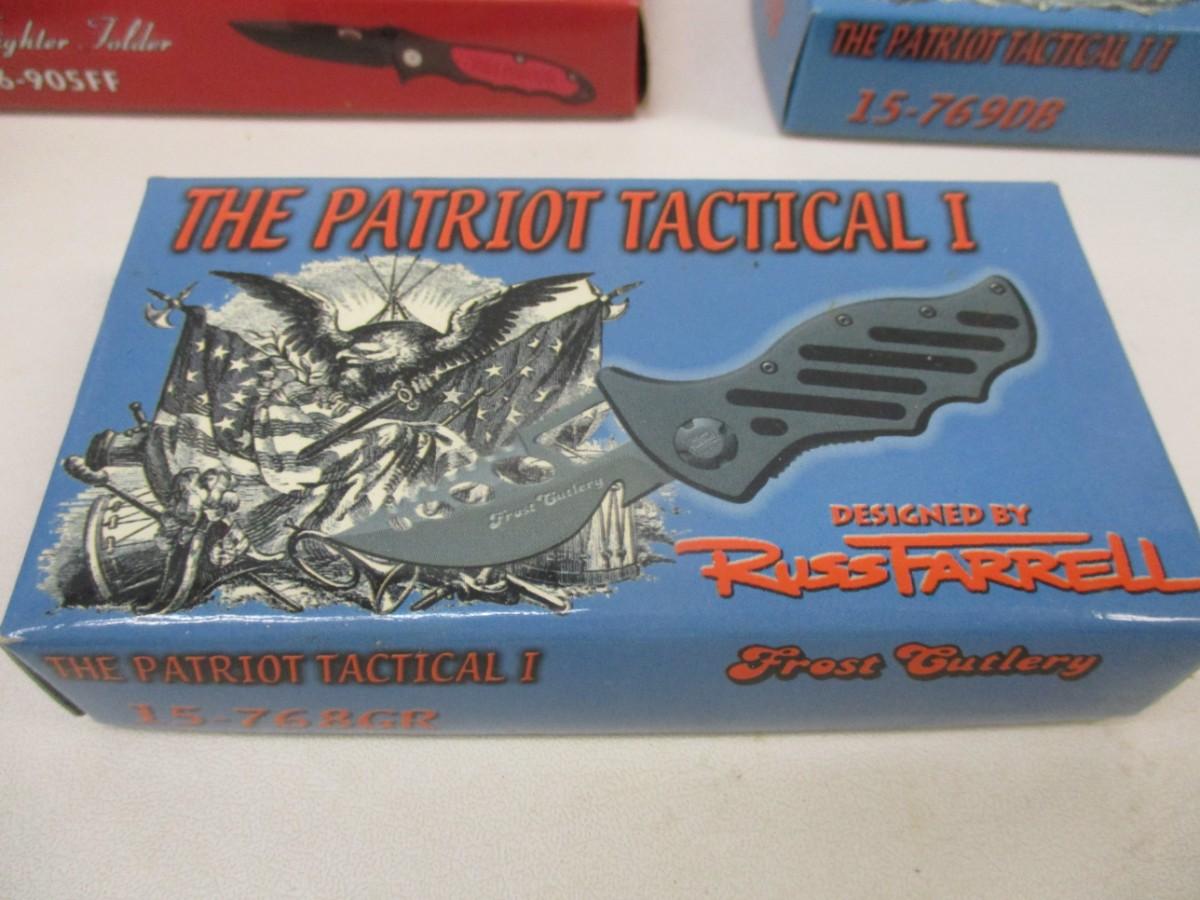 Folder
6-905FF
THE PATRIOT TACTICAL II
15-769DB
THE PATRIOT TACTICAL I
Frost Cutlery
DESIGNED BY
RUSS FARRELL
THE PATRIOT TACTICAL I
Frost Cutlery
15-768GR